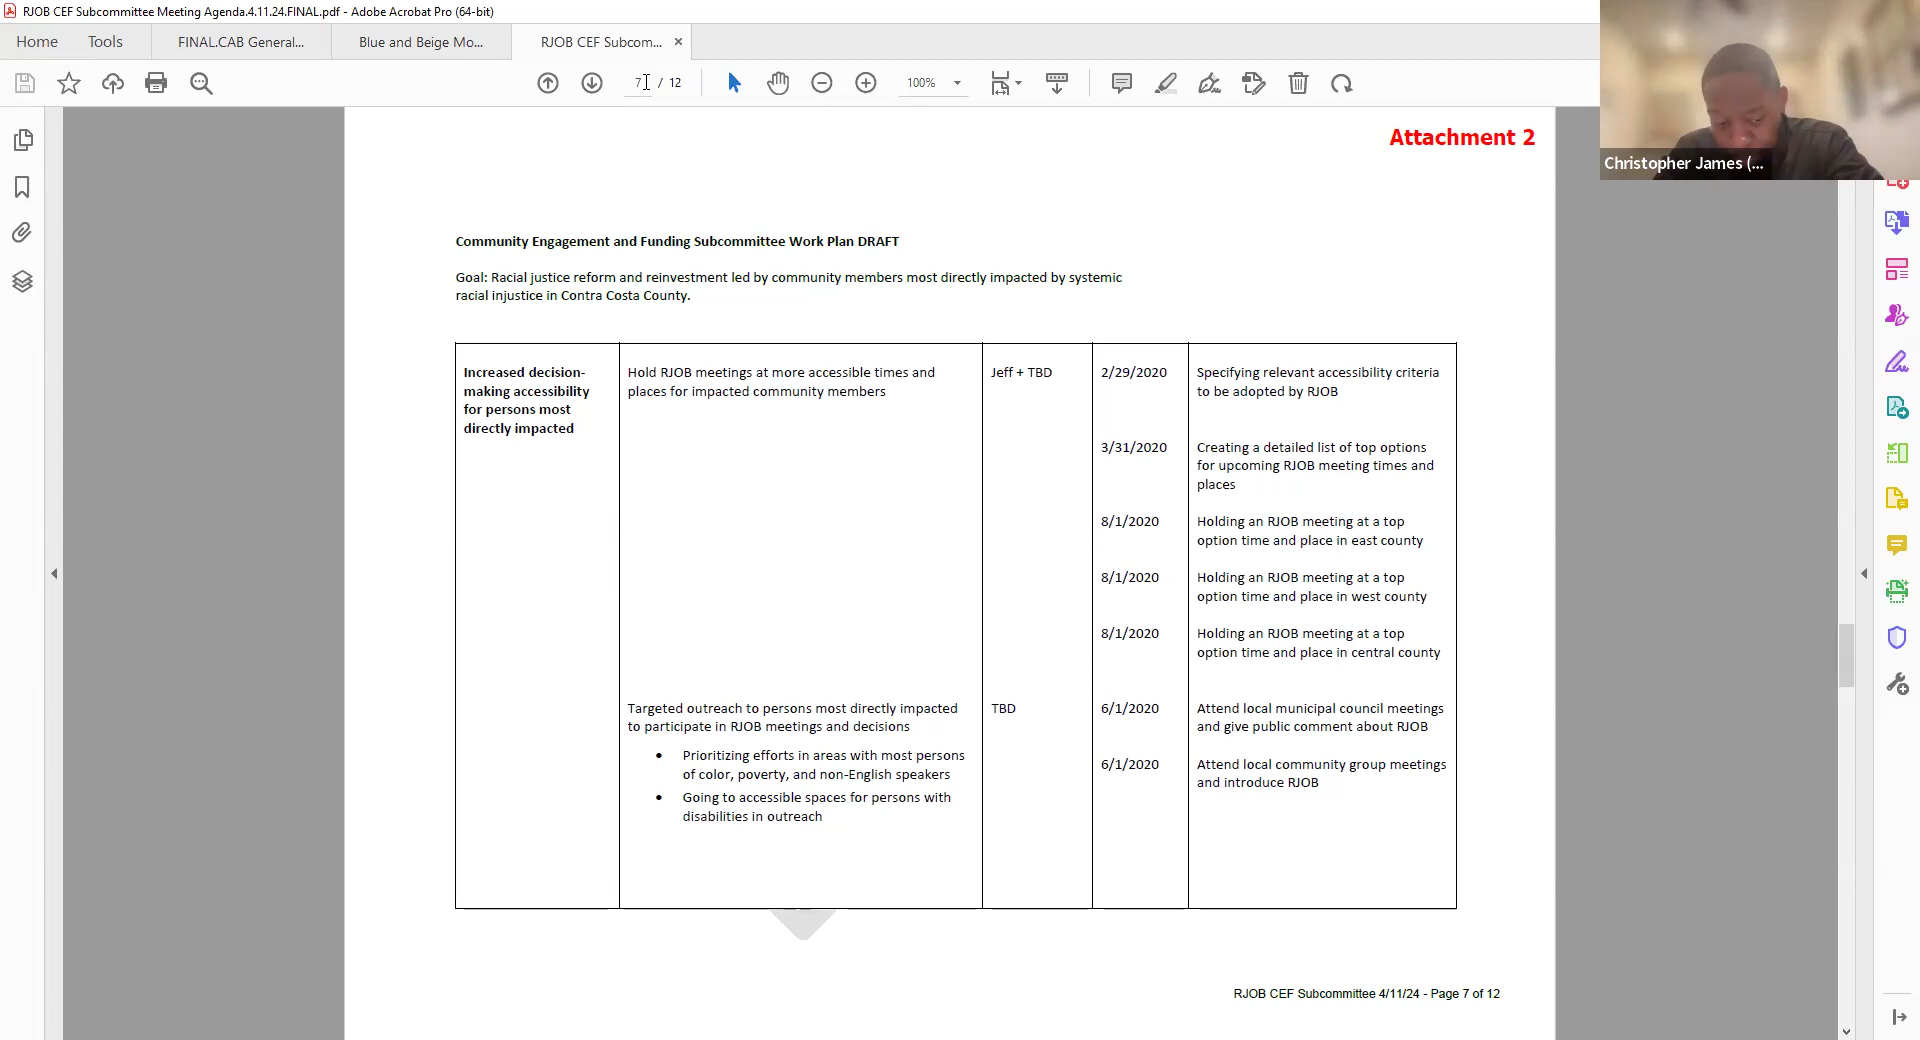 RJOB CEF Subcommittee Meeting Agenda.4.11.24.FINAL.pdf - Adobe Acrobat Pro (64-bit)
Home Tools FINAL.CAB General... Blue and Beige Mo... RJOB CEF Subcom... ×
7 / 12 100%
Christopher James (...
Attachment 2
Community Engagement and Funding Subcommittee Work Plan DRAFT
Goal: Racial justice reform and reinvestment led by community members most directly impacted by systemic
racial injustice in Contra Costa County.
Increased decision-
making accessibility
for persons most
directly impacted
Hold RJOB meetings at more accessible times and
places for impacted community members
Jeff + TBD
2/29/2020
Specifying relevant accessibility criteria
to be adopted by RJOB
3/31/2020
Creating a detailed list of top options
for upcoming RJOB meeting times and
places
8/1/2020
Holding an RJOB meeting at a top
option time and place in east county
8/1/2020
Holding an RJOB meeting at a top
option time and place in west county
8/1/2020
Holding an RJOB meeting at a top
option time and place in central county
Targeted outreach to persons most directly impacted
to participate in RJOB meetings and decisions
• Prioritizing efforts in areas with most persons
of color, poverty, and non-English speakers
• Going to accessible spaces for persons with
disabilities in outreach
TBD
6/1/2020
Attend local municipal council meetings
and give public comment about RJOB
6/1/2020
Attend local community group meetings
and introduce RJOB
RJOB CEF Subcommittee 4/11/24 - Page 7 of 12